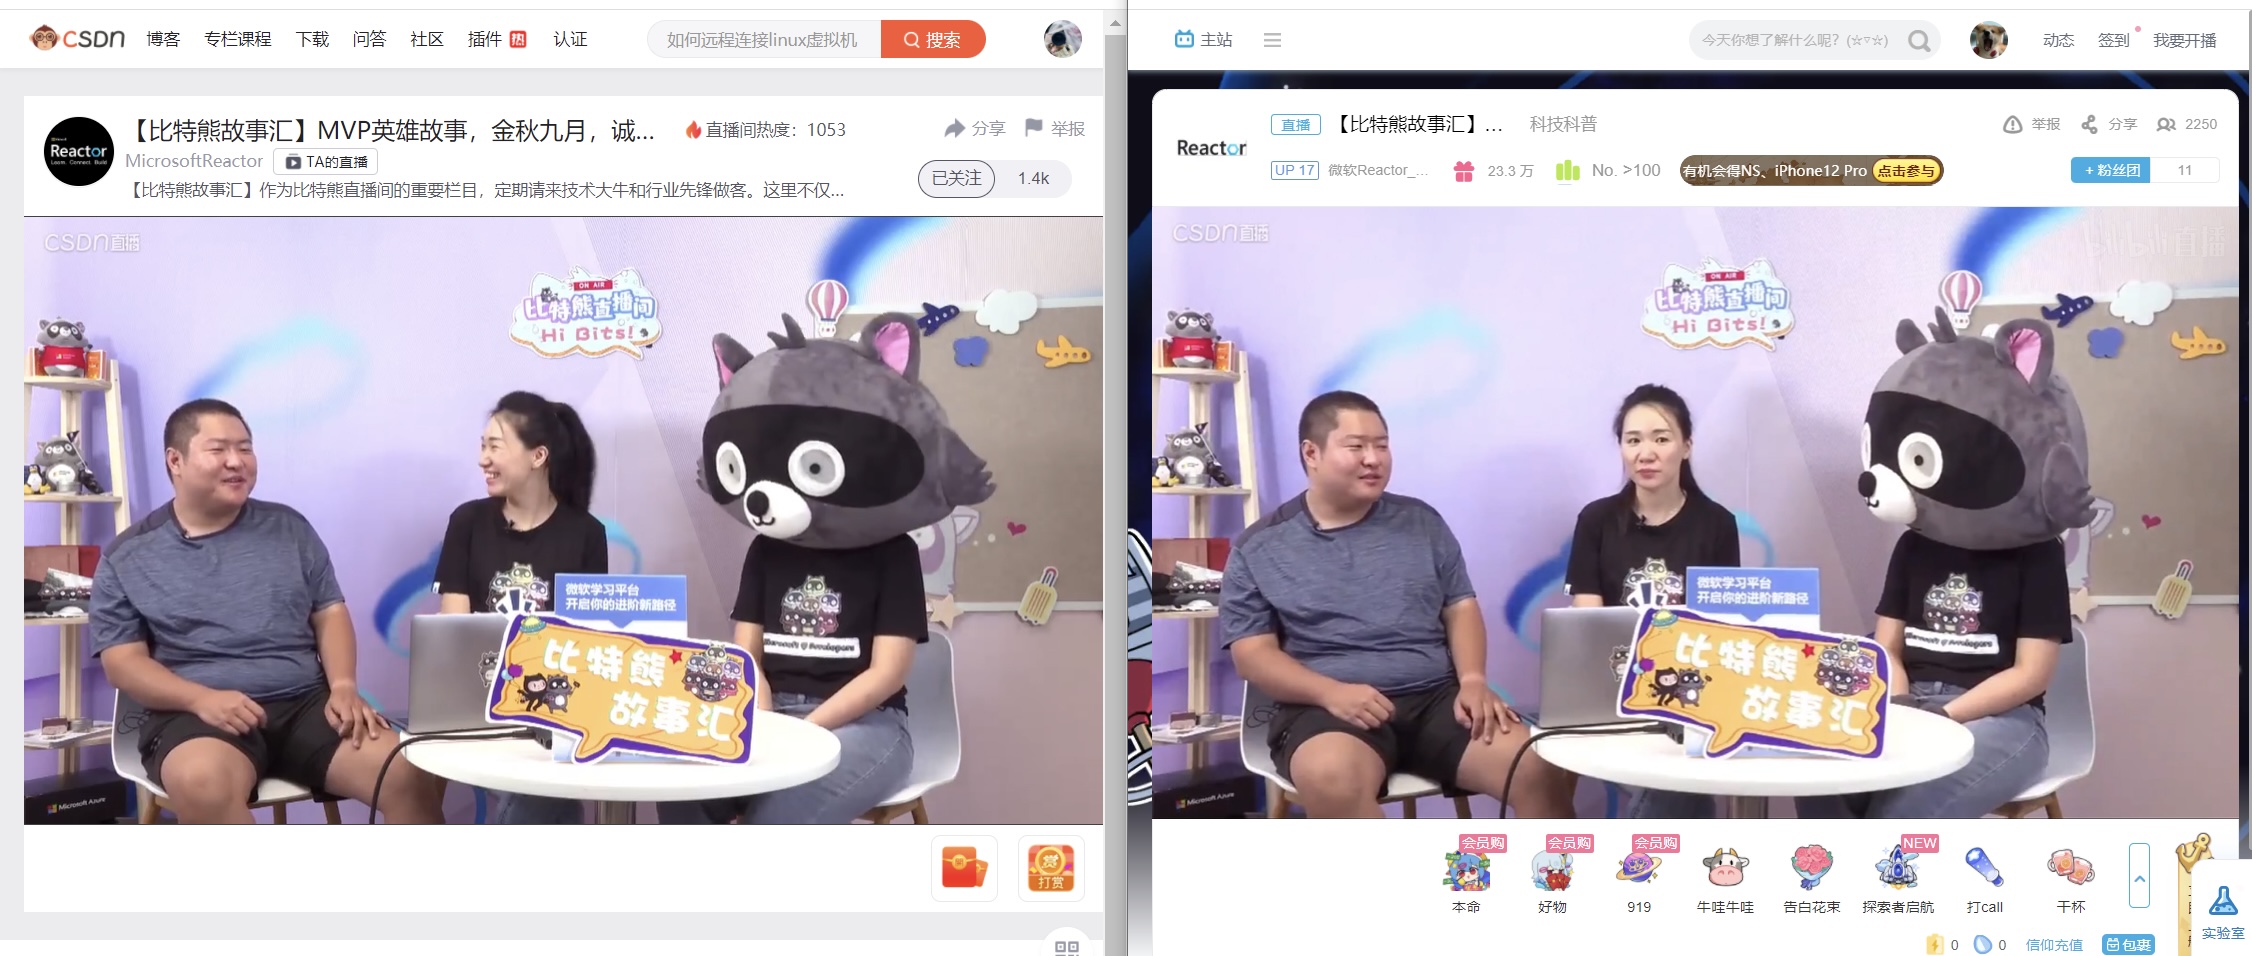 CSDN 博客 专栏课程 下载 问答 社区 插件 热 认证 如何远程连接linux虚拟机 搜索
【比特熊故事汇】MVP英雄故事，金秋九月，诚... 直播间热度：1053 分享 举报
Reactor
Learn. Connect. Build.
MicrosoftReactor TA的直播
【比特熊故事汇】作为比特熊直播间的重要栏目，定期请来技术大牛和行业先锋做客。这里不仅...
已关注 1.4k
CSDN直播
ON AIR
比特熊直播间
Hi Bits!
微软学习平台
开启你的进阶新路径
比特熊
故事汇
Microsoft Azure
赏
打赏
主站 今天你想了解什么呢？(☆▽☆) 动态 签到 我要开播
Reactor
直播 【比特熊故事汇】... 科技科普 举报 分享 2250
UP 17 微软Reactor_... 23.3 万 No. >100 有机会得NS、iPhone12 Pro 点击参与 + 粉丝团 11
CSDN直播
bilibili 直播
ON AIR
比特熊直播间
Hi Bits!
微软学习平台
开启你的进阶新路径
比特熊
故事汇
Microsoft Azure
会员购 会员购 会员购 NEW
本命 好物 919 牛哇牛哇 告白花束 探索者启航 打call 干杯
0 0 信仰充值 包裹
实验室